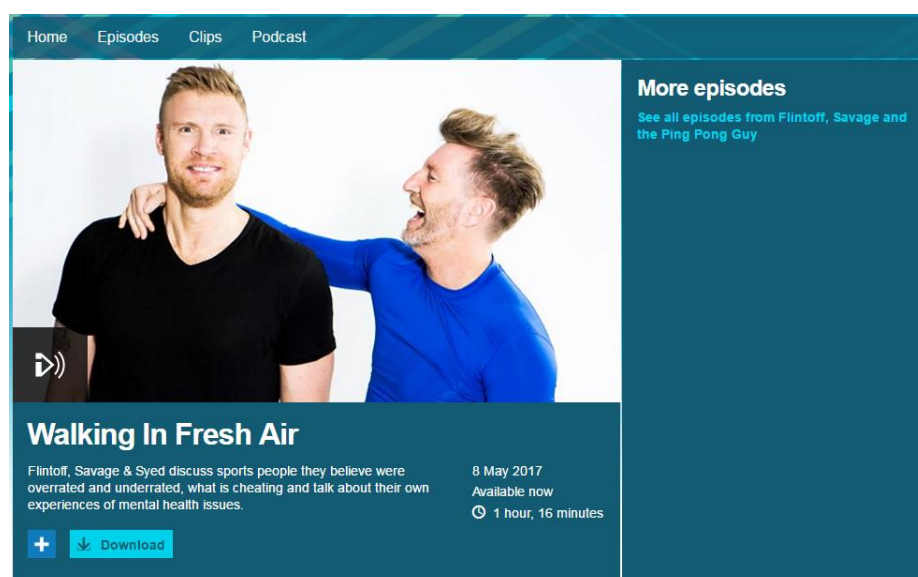 Home Episodes Clips Podcast
Walking In Fresh Air
Flintoff, Savage & Syed discuss sports people they believe were
overrated and underrated, what is cheating and talk about their own
experiences of mental health issues.
8 May 2017
Available now
1 hour, 16 minutes
Download
More episodes
See all episodes from Flintoff, Savage and
the Ping Pong Guy